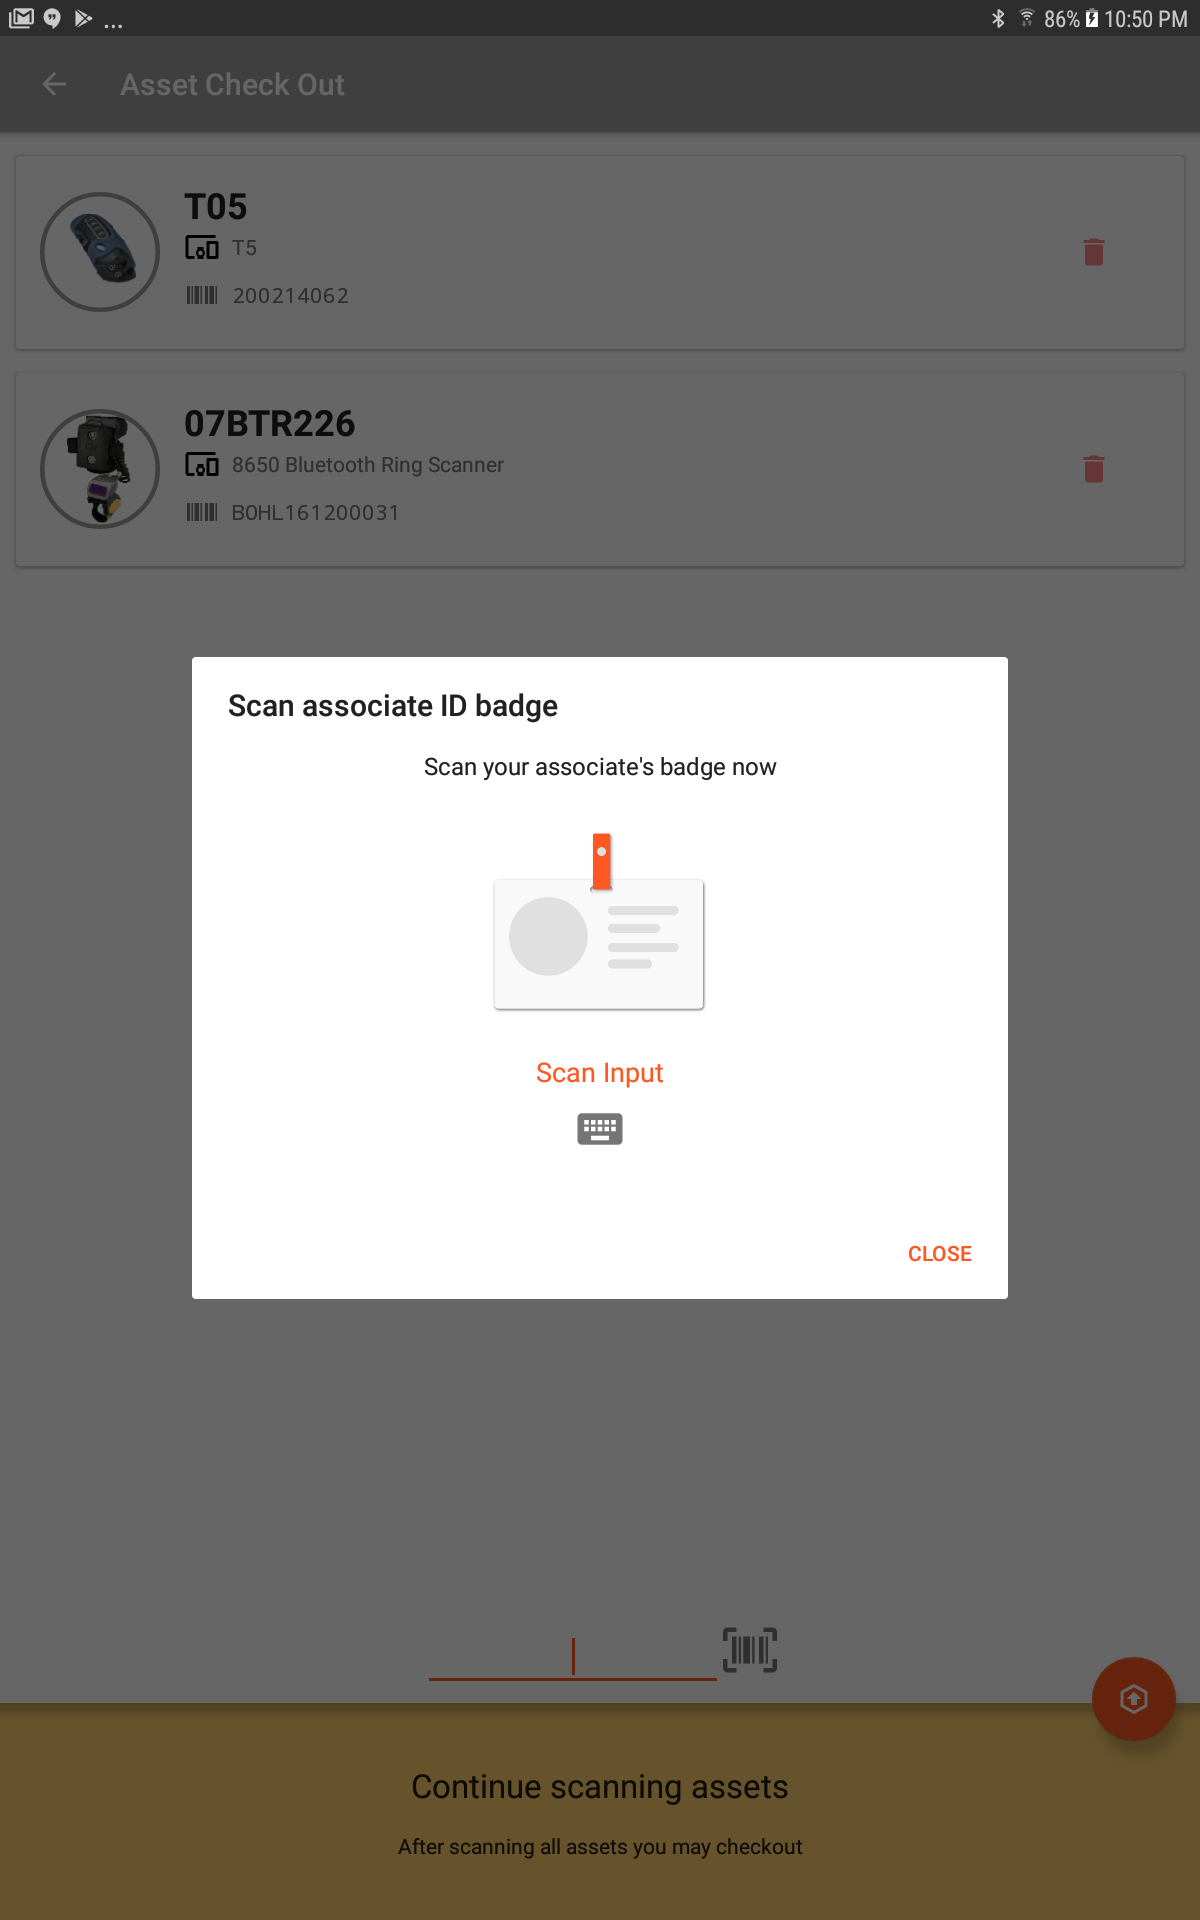 ... 86% 10:50 PM
Asset Check Out
T05
T5
200214062
07BTR226
8650 Bluetooth Ring Scanner
BOHL161200031
Scan associate ID badge
Scan your associate's badge now
Scan Input
CLOSE
Continue scanning assets
After scanning all assets you may checkout